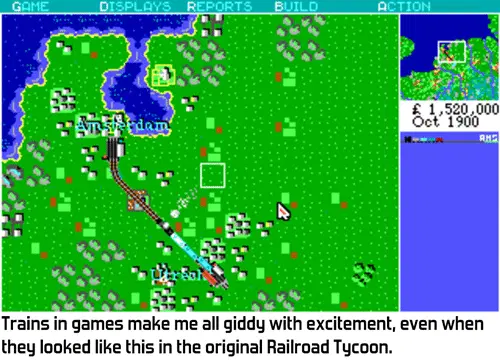 GAME DISPLAYS REPORTS BUILD ACTION
Amsterdam
Utrecht
£ 1,520,000
Oct 1900
Trains in games make me all giddy with excitement, even when
they looked like this in the original Railroad Tycoon.